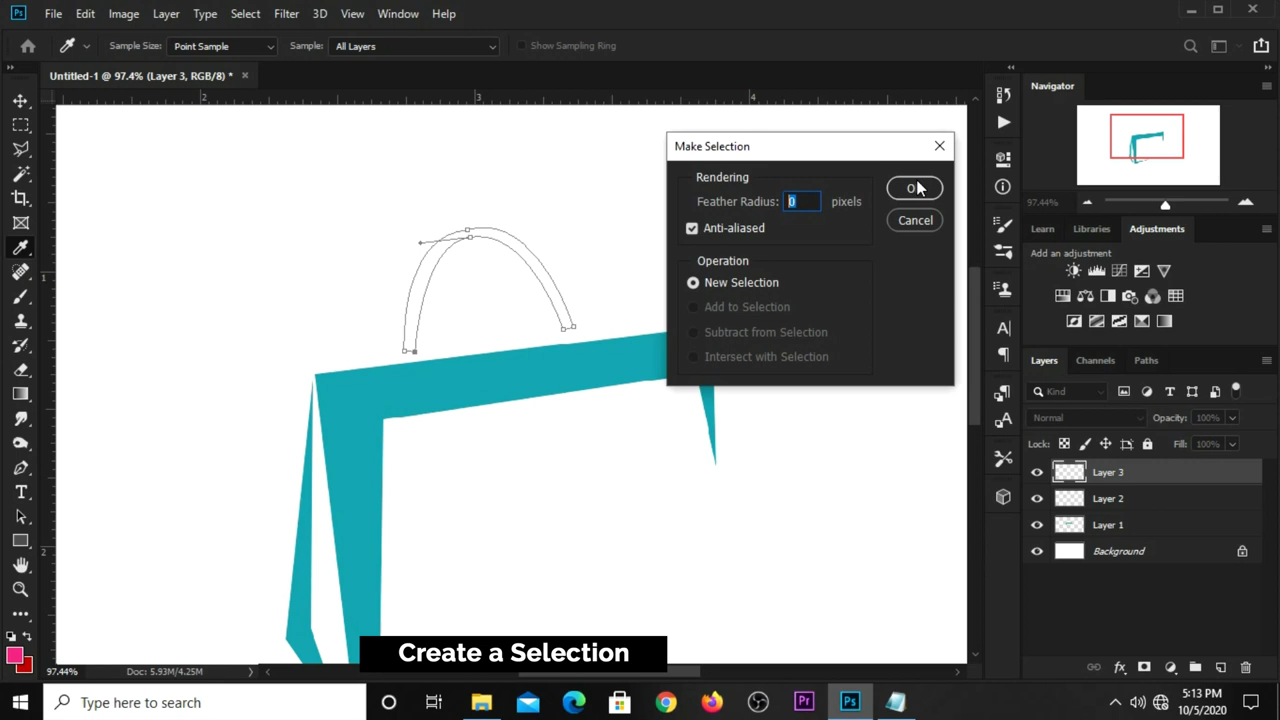 Ps File Edit Image Layer Type Select Filter 3D View Window Help
Sample Size: Point Sample Sample: All Layers Show Sampling Ring
Untitled-1 @ 97.4% (Layer 3, RGB/8) * ×
2 3 4
1
2
Make Selection
Rendering
Feather Radius: 0 pixels
Anti-aliased
Operation
New Selection
Add to Selection
Subtract from Selection
Intersect with Selection
Cancel
Navigator
97.44%
Learn Libraries Adjustments
Add an adjustment
Layers Channels Paths
Kind
Normal Opacity: 100%
Lock: Fill: 100%
Layer 3
Layer 2
Layer 1
Background
Create a Selection
97.44% Doc: 5.93M/4.25M
Type here to search
Pr Ps
5:13 PM
10/5/2020